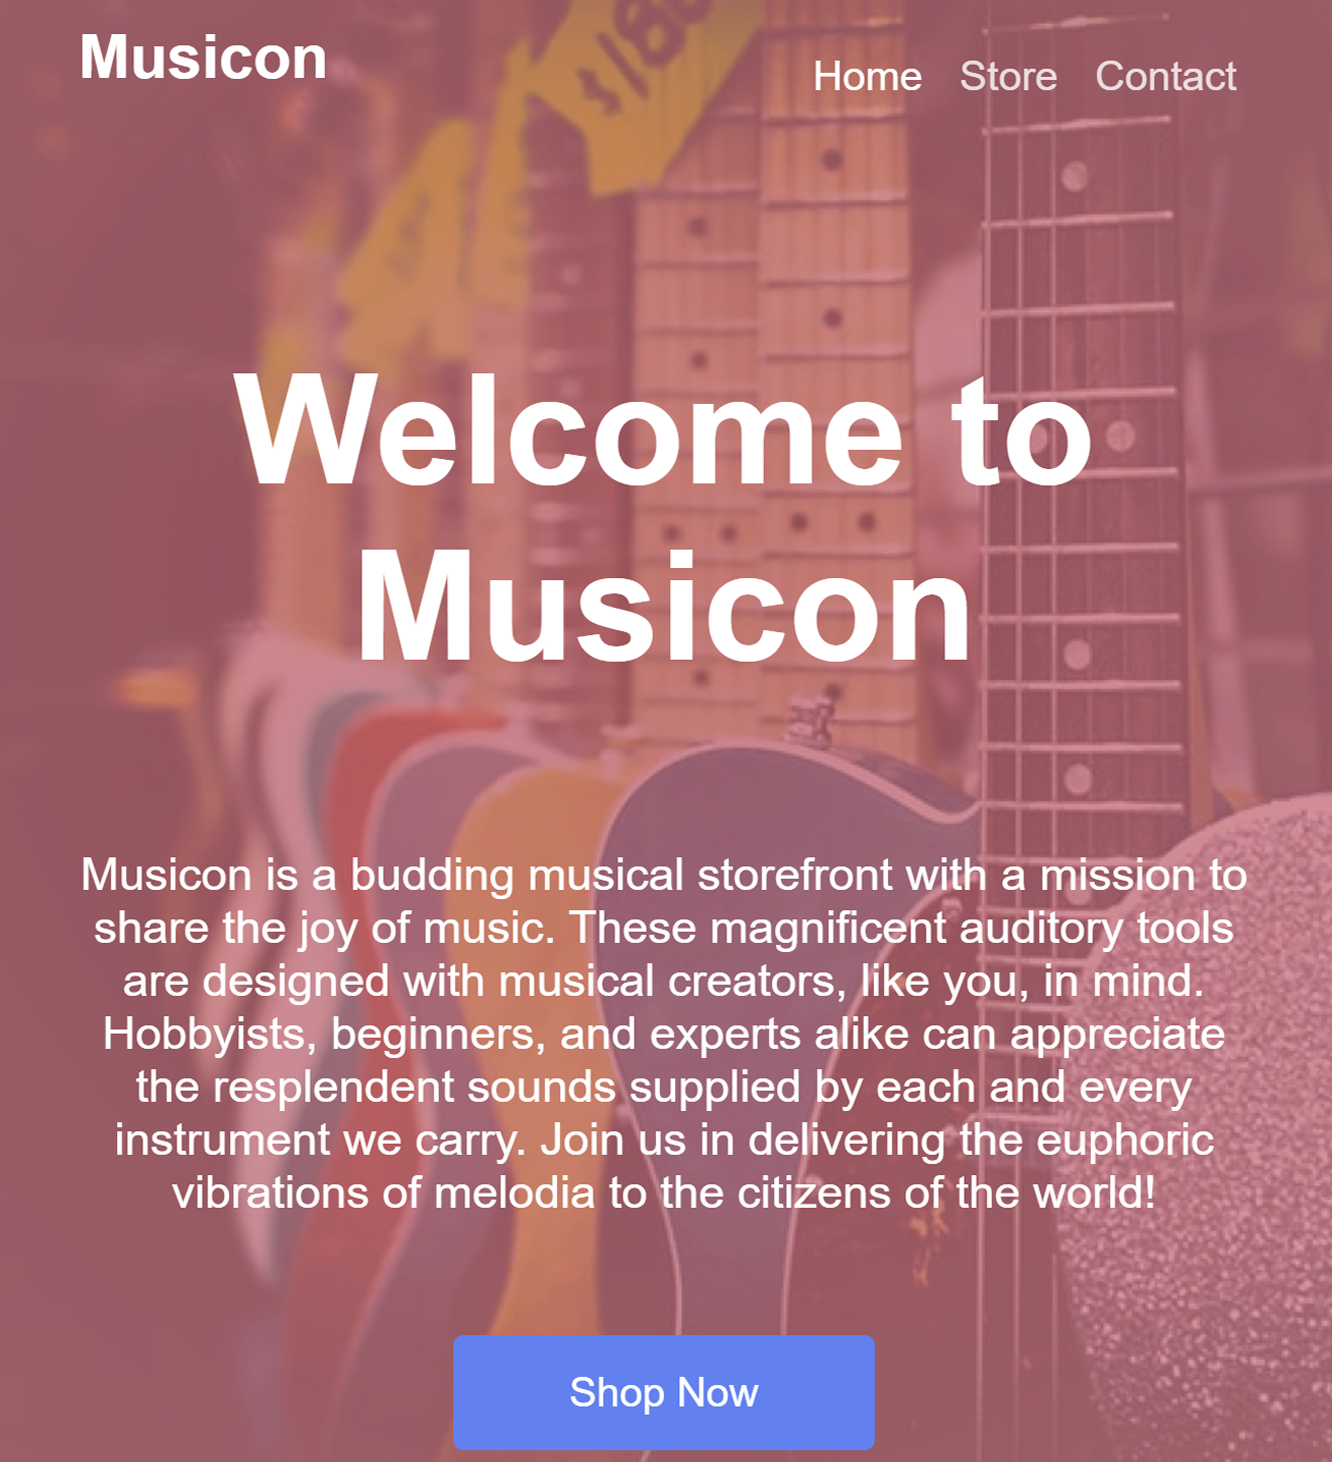 Musicon
Home Store Contact
Welcome to
Musicon
Musicon is a budding musical storefront with a mission to
share the joy of music. These magnificent auditory tools
are designed with musical creators, like you, in mind.
Hobbyists, beginners, and experts alike can appreciate
the resplendent sounds supplied by each and every
instrument we carry. Join us in delivering the euphoric
vibrations of melodia to the citizens of the world!
Shop Now